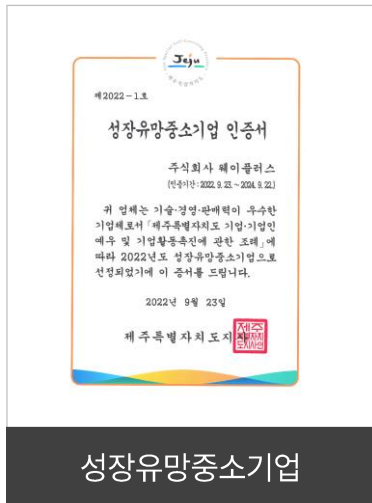 Jeju
제2022-1호
성장유망중소기업 인증서
주식회사 웨이플러스
(인증기간 : 2022. 9. 23. ~ 2024. 9. 22.)
귀 업체는 기술·경영·판매력이 우수한
기업체로서 「제주특별자치도 기업·기업인
예우 및 기업활동촉진에 관한 조례」에
따라 2022년도 성장유망중소기업으로
선정되었기에 이 증서를 드립니다.
2022년 9월 23일
제주특별자치도지사
성장유망중소기업